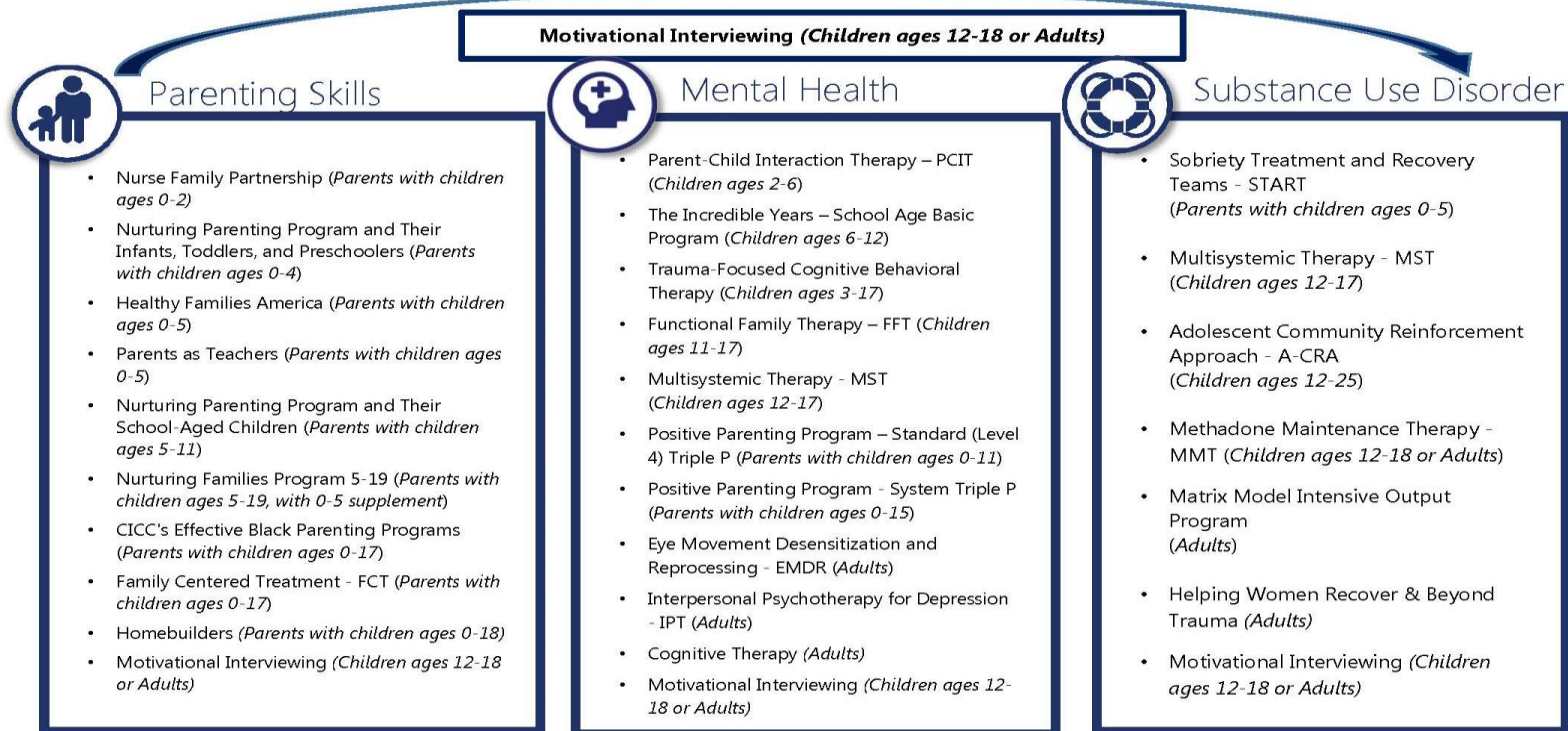 Motivational Interviewing (Children ages 12-18 or Adults)
Parenting Skills
• Nurse Family Partnership (Parents with children
ages 0-2)
• Nurturing Parenting Program and Their
Infants, Toddlers, and Preschoolers (Parents
with children ages 0-4)
• Healthy Families America (Parents with children
ages 0-5)
• Parents as Teachers (Parents with children ages
0-5)
• Nurturing Parenting Program and Their
School-Aged Children (Parents with children
ages 5-11)
• Nurturing Families Program 5-19 (Parents with
children ages 5-19, with 0-5 supplement)
• CICC's Effective Black Parenting Programs
(Parents with children ages 0-17)
• Family Centered Treatment - FCT (Parents with
children ages 0-17)
• Homebuilders (Parents with children ages 0-18)
• Motivational Interviewing (Children ages 12-18
or Adults)
Mental Health
• Parent-Child Interaction Therapy – PCIT
(Children ages 2-6)
• The Incredible Years – School Age Basic
Program (Children ages 6-12)
• Trauma-Focused Cognitive Behavioral
Therapy (Children ages 3-17)
• Functional Family Therapy – FFT (Children
ages 11-17)
• Multisystemic Therapy - MST
(Children ages 12-17)
• Positive Parenting Program – Standard (Level
4) Triple P (Parents with children ages 0-11)
• Positive Parenting Program - System Triple P
(Parents with children ages 0-15)
• Eye Movement Desensitization and
Reprocessing - EMDR (Adults)
• Interpersonal Psychotherapy for Depression
- IPT (Adults)
• Cognitive Therapy (Adults)
• Motivational Interviewing (Children ages 12-
18 or Adults)
Substance Use Disorder
• Sobriety Treatment and Recovery
Teams - START
(Parents with children ages 0-5)
• Multisystemic Therapy - MST
(Children ages 12-17)
• Adolescent Community Reinforcement
Approach - A-CRA
(Children ages 12-25)
• Methadone Maintenance Therapy -
MMT (Children ages 12-18 or Adults)
• Matrix Model Intensive Output
Program
(Adults)
• Helping Women Recover & Beyond
Trauma (Adults)
• Motivational Interviewing (Children
ages 12-18 or Adults)